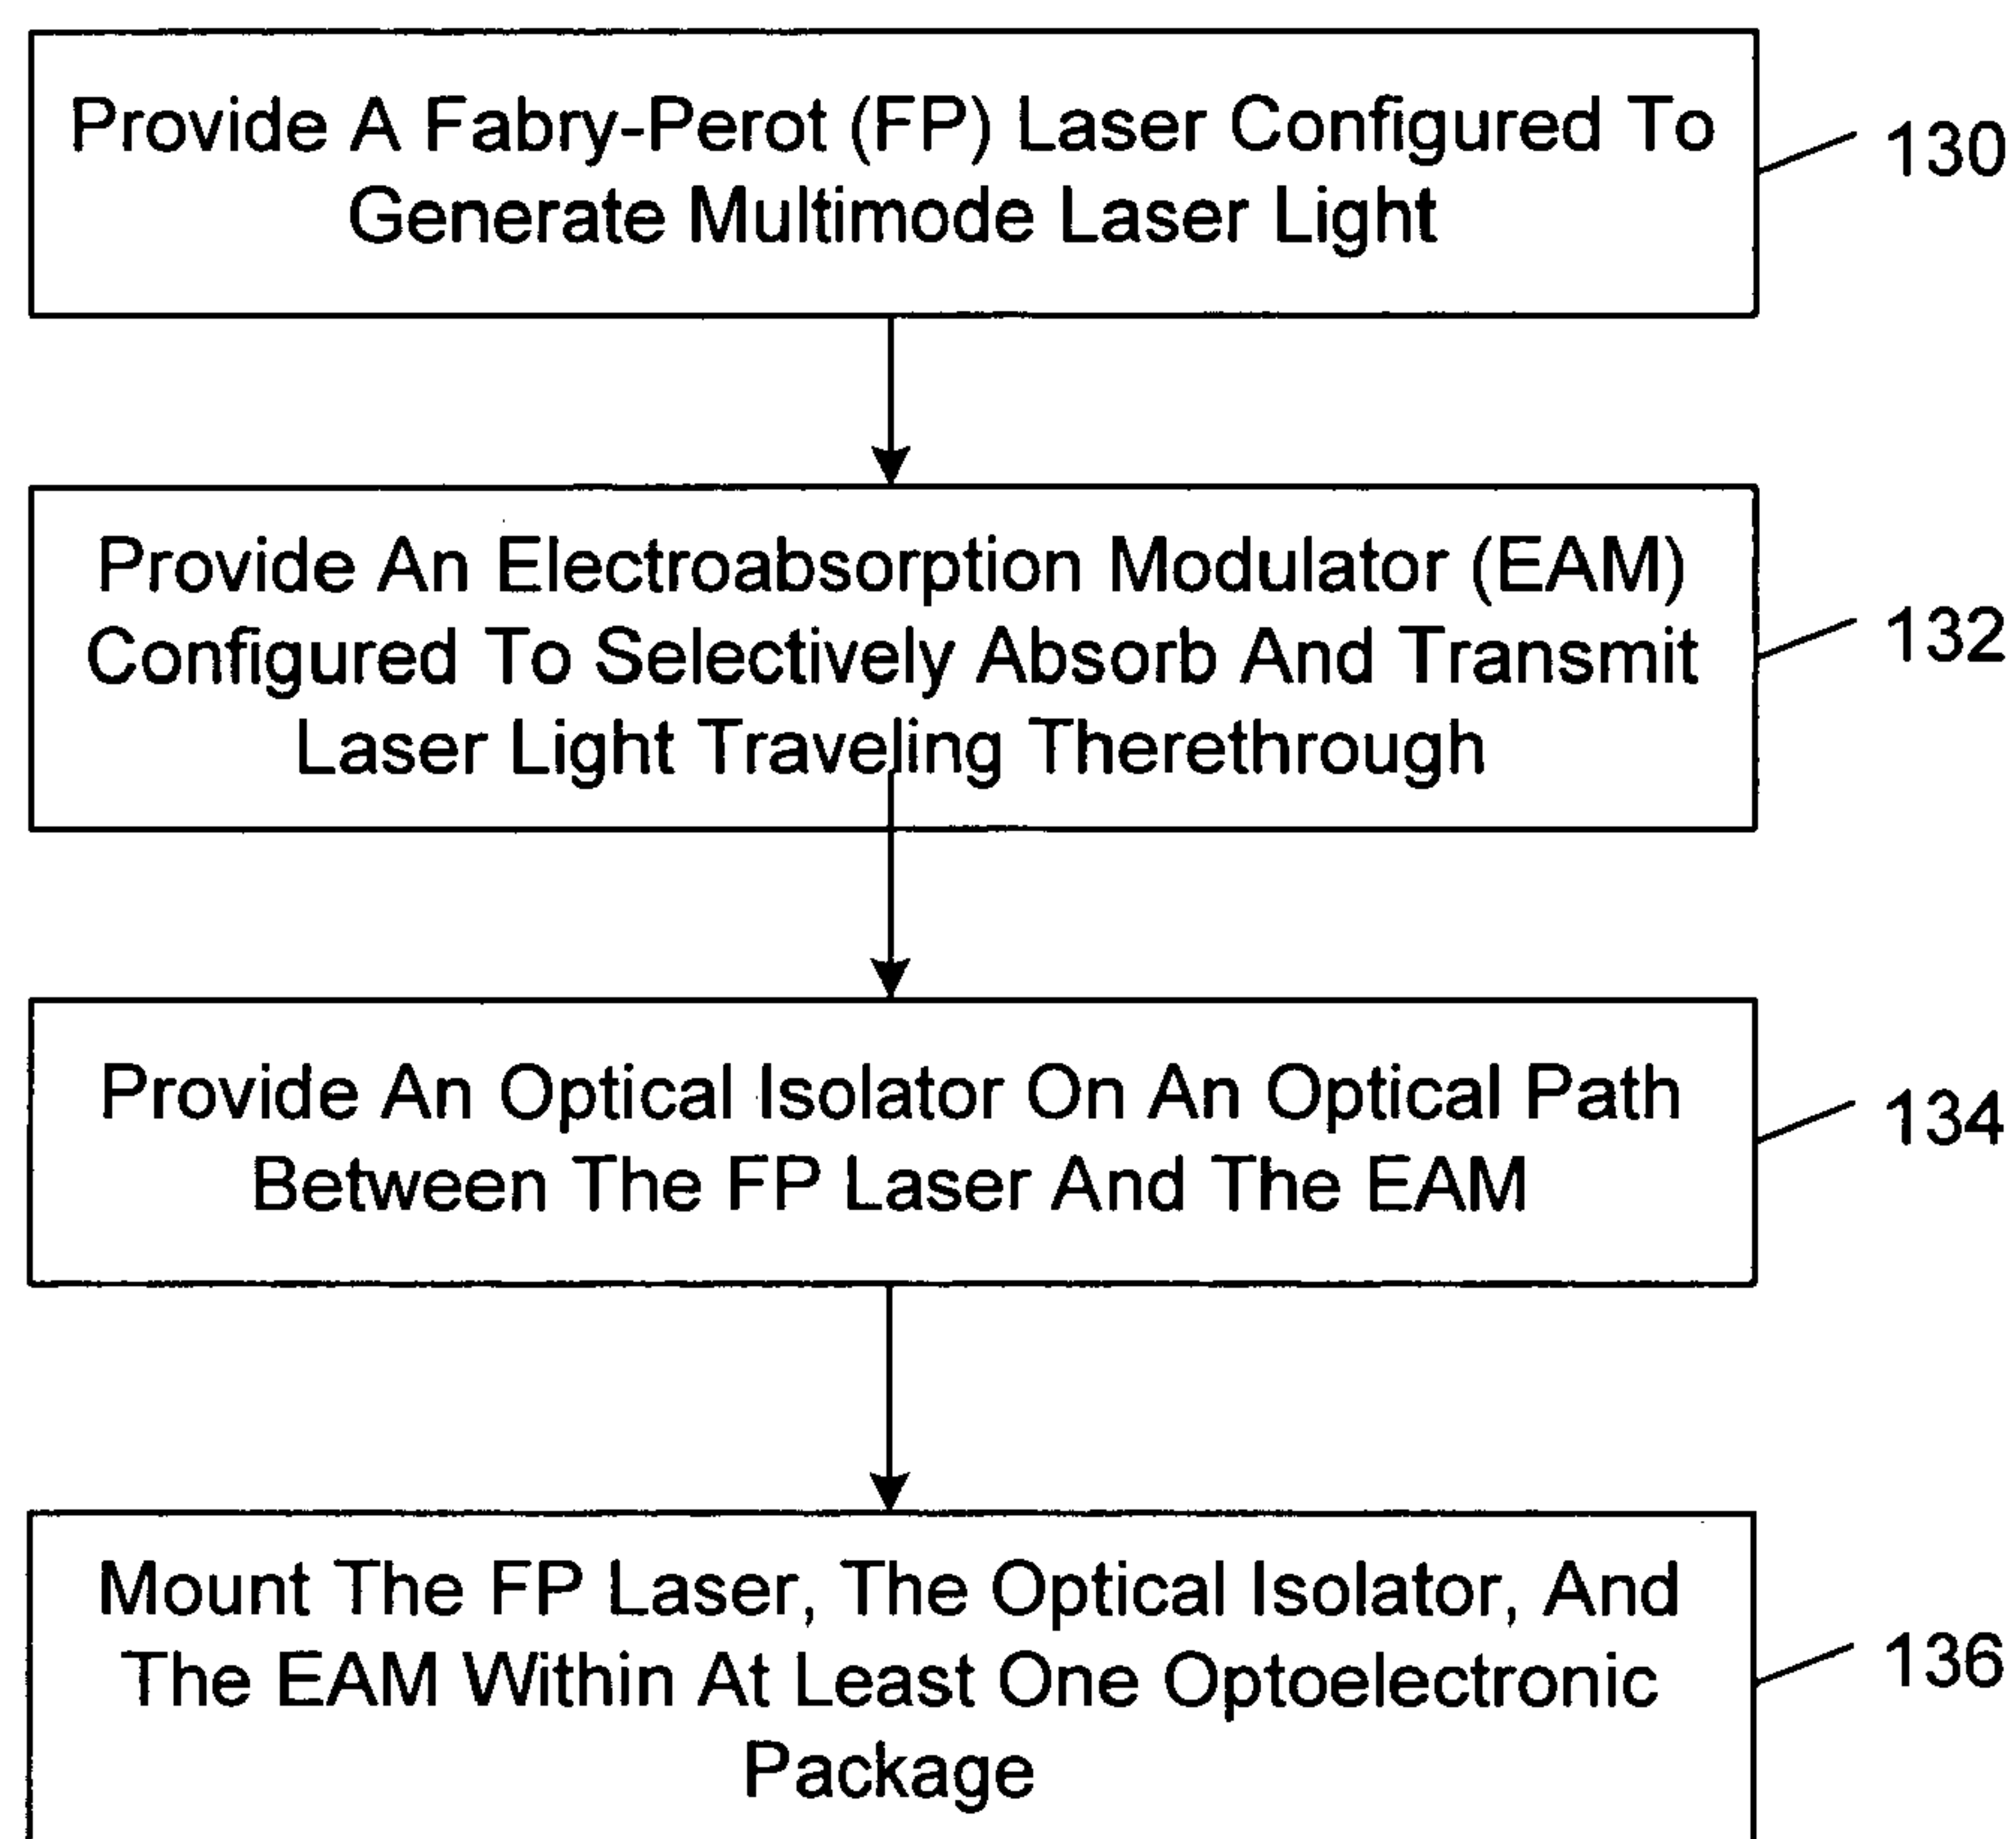 Provide A Fabry-Perot (FP) Laser Configured To
Generate Multimode Laser Light
130
Provide An Electroabsorption Modulator (EAM)
Configured To Selectively Absorb And Transmit
Laser Light Traveling Therethrough
132
Provide An Optical Isolator On An Optical Path
Between The FP Laser And The EAM
134
Mount The FP Laser, The Optical Isolator, And
The EAM Within At Least One Optoelectronic
Package
136